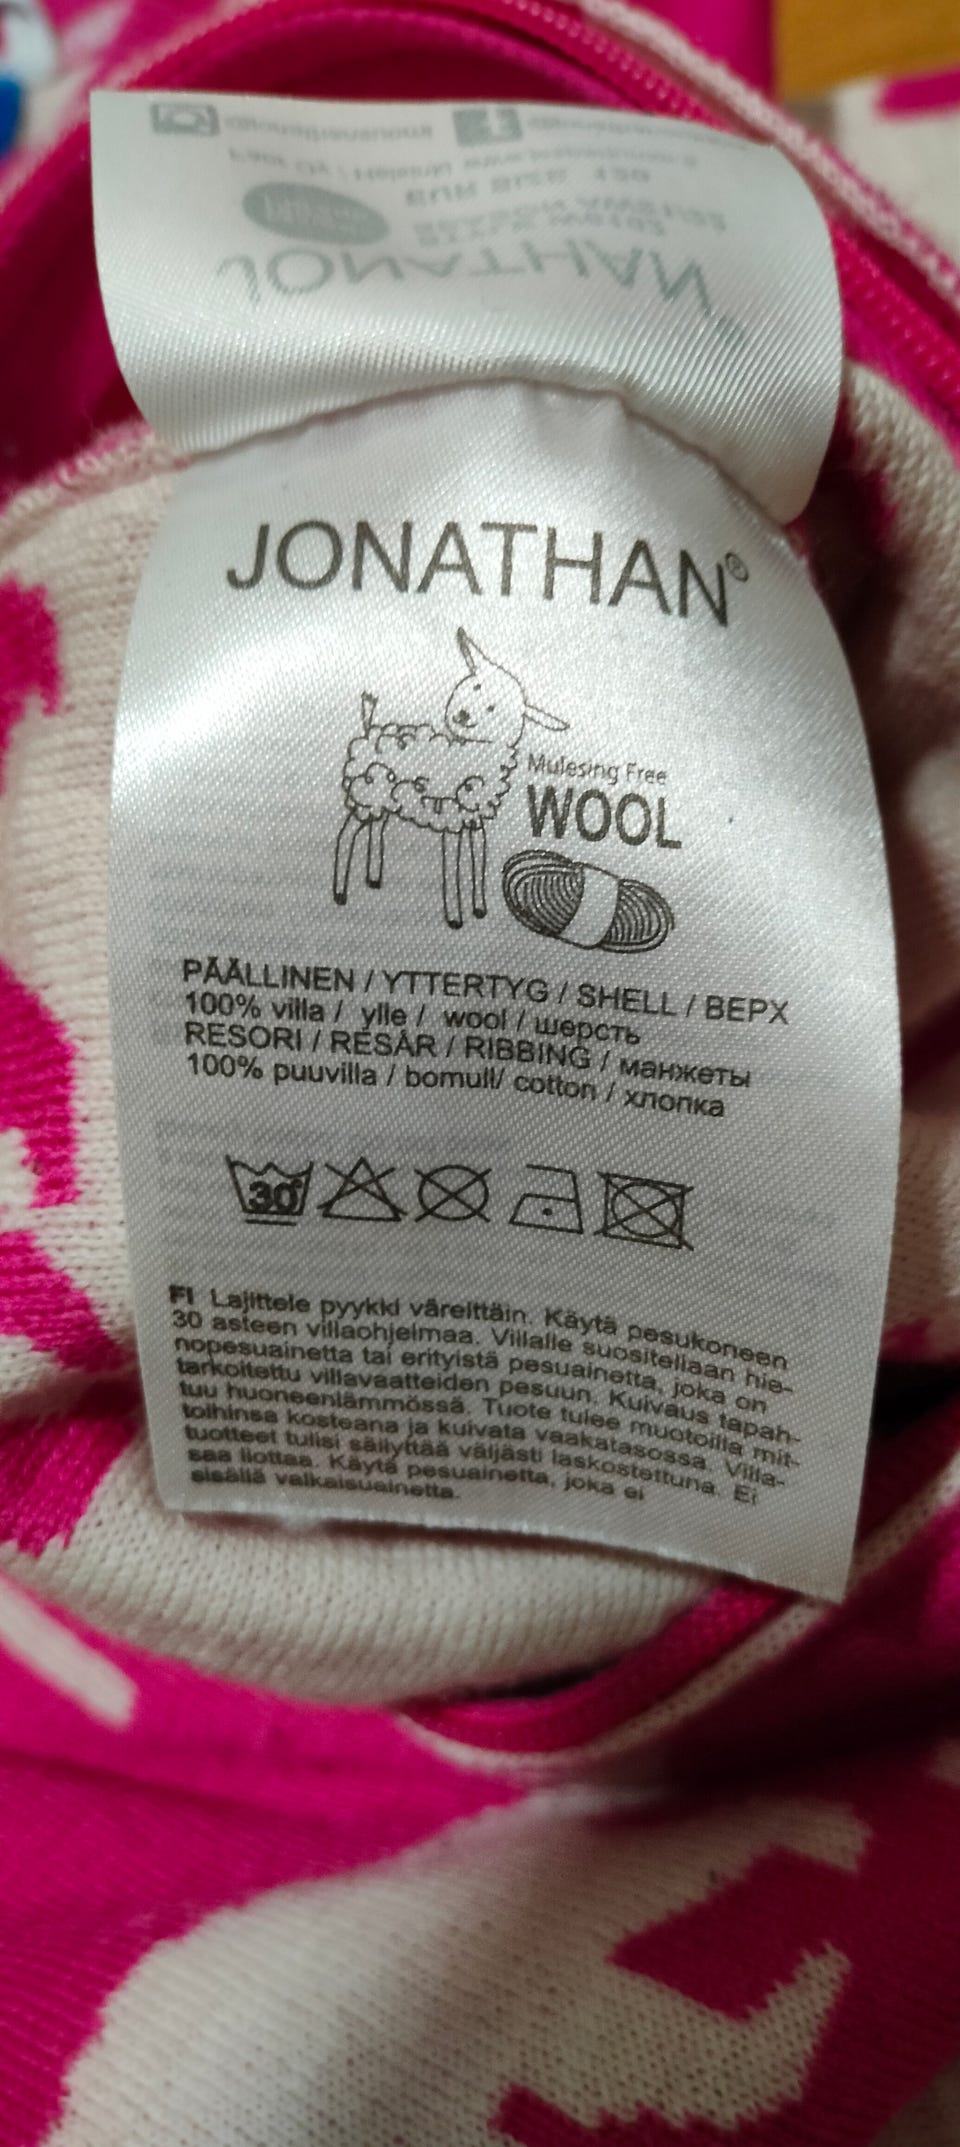 JONATHAN
JONATHAN®
Mulesing Free
WOOL
PÄÄLLINEN / YTTERTYG / SHELL / ВЕРХ
100% villa / ylle / wool / шерсть
RESORI / RESÅR / RIBBING / манжеты
100% puuvilla / bomull/ cotton / хлопка
30°
FI Lajittele pyykki väreittäin. Käytä pesukoneen
30 asteen villaohjelmaa. Villalle suositellaan hie-
nopesuainetta tai erityistä pesuainetta, joka on
tarkoitettu villavaatteiden pesuun. Kuivaus tapah-
tuu huoneenlämmössä. Tuote tulee muotoilla mit-
toihinsa kosteana ja kuivata vaakatasossa. Villa-
tuotteet tulisi säilyttää väljästi laskostettuna. Ei
saa liottaa. Käytä pesuainetta, joka ei
sisällä valkaisuainetta.